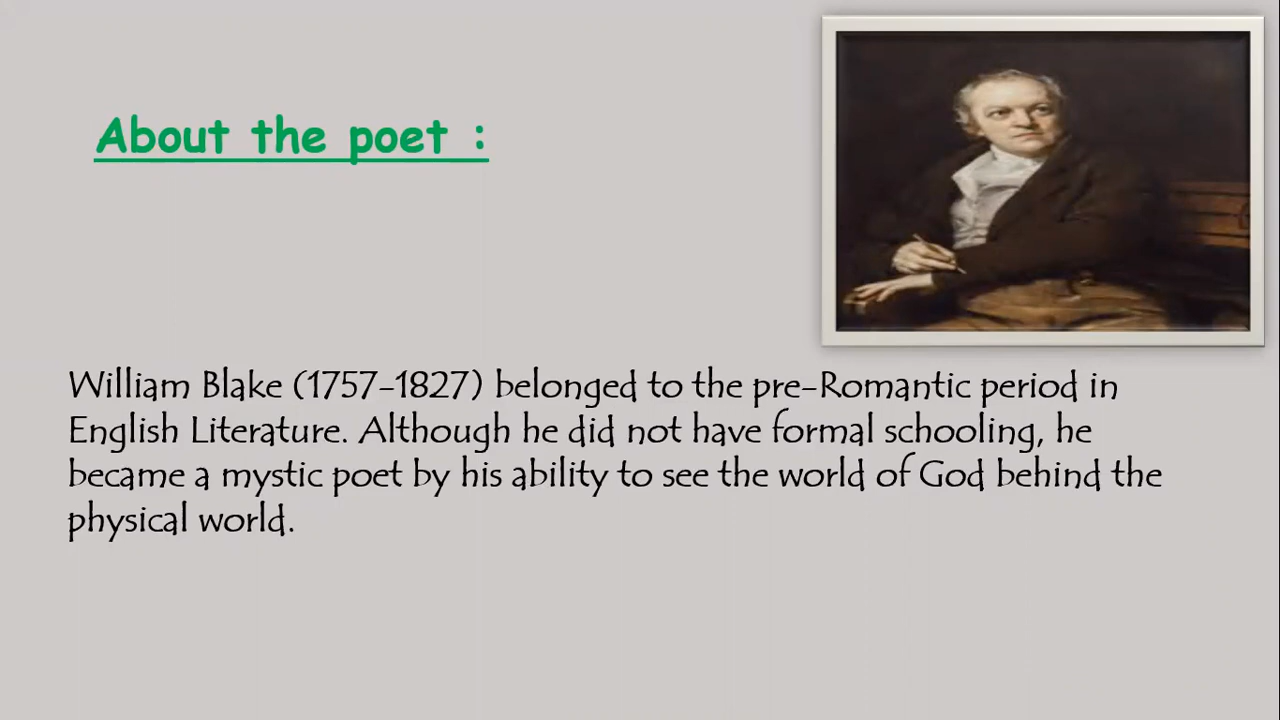 About the poet :
William Blake (1757-1827) belonged to the pre-Romantic period in
English Literature. Although he did not have formal schooling, he
became a mystic poet by his ability to see the world of God behind the
physical world.